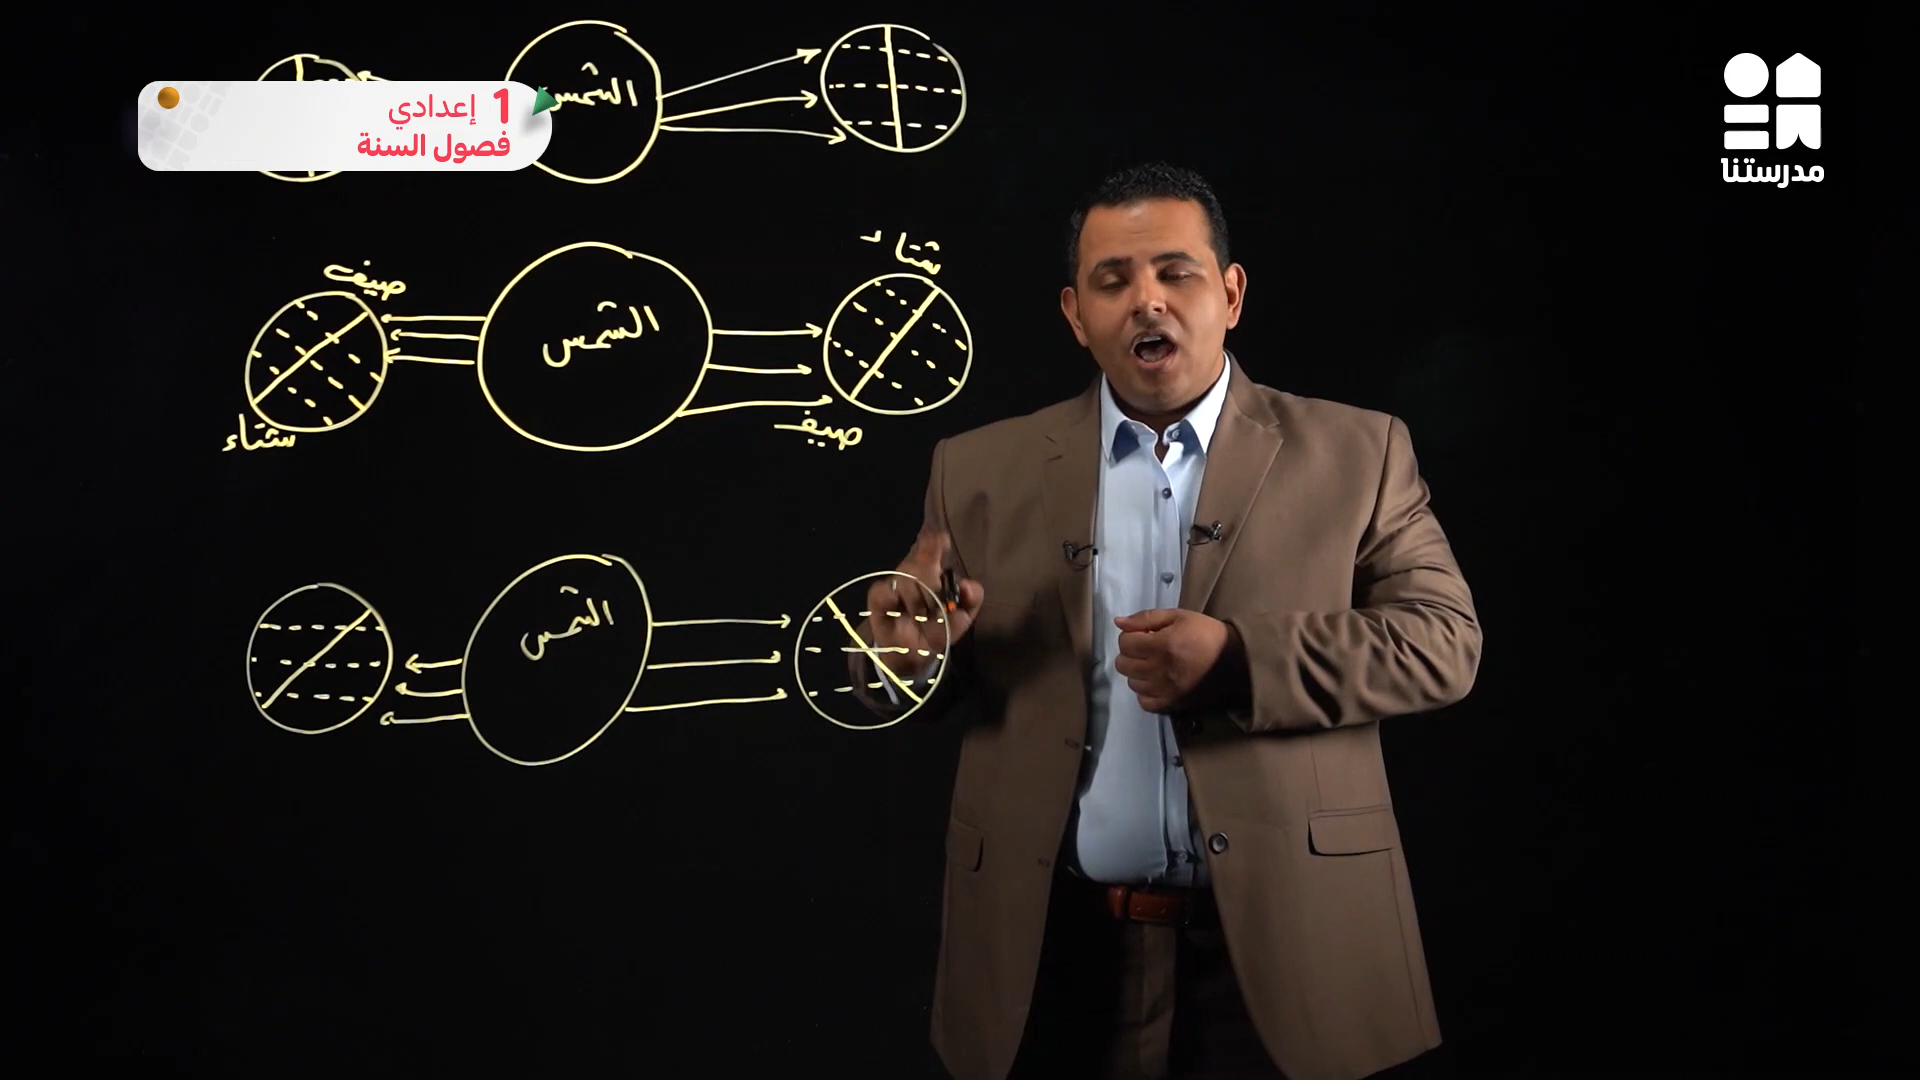 1 إعدادي
فصول السنة
مدرستنا
الشمس
صيف
شتاء
الشمس
شتاء
صيف
الشمس